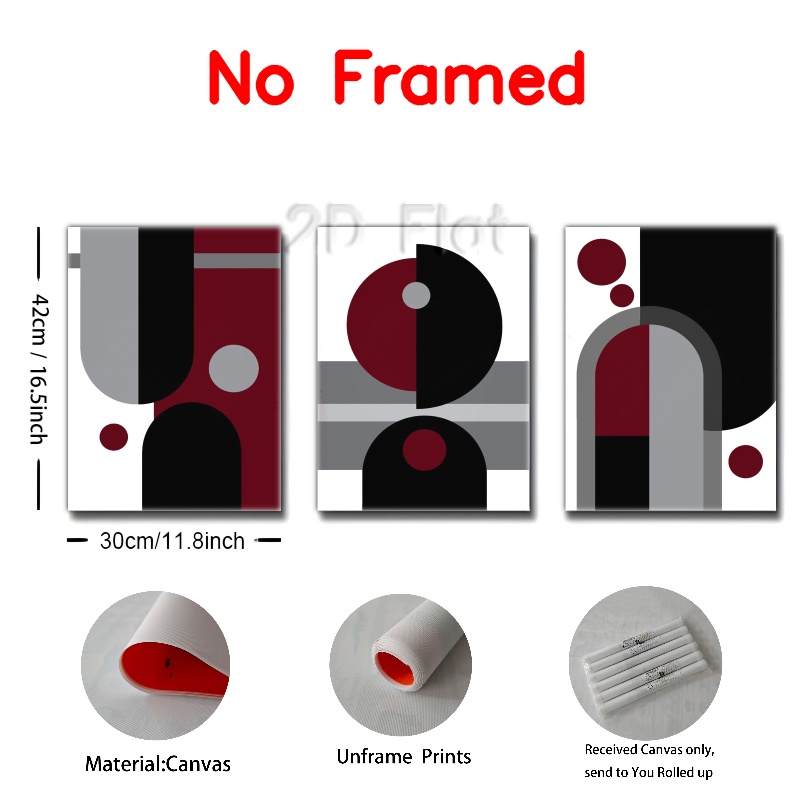 No Framed
2D Flat
42cm / 16.5inch
30cm/11.8inch
Material:Canvas
Unframe Prints
Received Canvas only,
send to You Rolled up